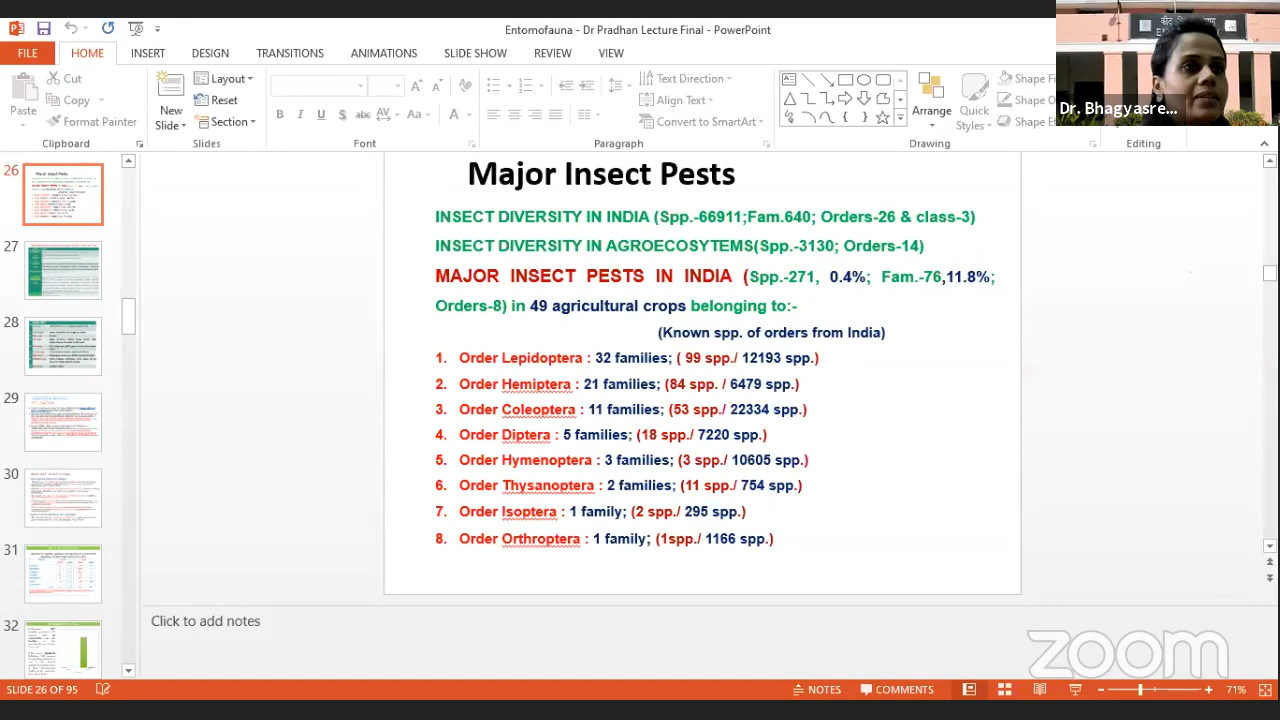 Entomofauna - Dr Pradhan Lecture Final - PowerPoint
FILE HOME INSERT DESIGN TRANSITIONS ANIMATIONS SLIDE SHOW REVIEW VIEW
Paste
Cut
Copy
Format Painter
Clipboard
New
Slide
Layout
Reset
Section
Slides
Font
Text Direction
Align Text
Convert to SmartArt
Paragraph
Arrange
Quick
Styles
Shape Fi
Shape O
Shape Ef
Drawing
Editing
Dr. Bhagyasre...
26
27
28
29
30
31
32
Major Insect Pests
INSECT DIVERSITY IN INDIA (Spp.-66911;Fam.640; Orders-26 & class-3)
INSECT DIVERSITY IN AGROECOSYTEMS(Spp.-3130; Orders-14)
MAJOR INSECT PESTS IN INDIA (Spp.-271, 0.4%; Fam.-76,11.8%;
Orders-8) in 49 agricultural crops belonging to:-
(Known spp. of orders from India)
1. Order Lepidoptera : 32 families; ( 99 spp./ 12193 spp.)
2. Order Hemiptera : 21 families; (84 spp./ 6479 spp.)
3. Order Coleoptera : 11 families; (53 spp./ 22334 spp.)
4. Order Diptera : 5 families; (18 spp./ 7220 spp.)
5. Order Hymenoptera : 3 families; (3 spp./ 10605 spp.)
6. Order Thysanoptera : 2 families; (11 spp./ 754 spp.)
7. Order Isoptera : 1 family; (2 spp./ 295 spp.)
8. Order Orthroptera : 1 family; (1spp./ 1166 spp.)
Click to add notes
zoom
SLIDE 26 OF 95
NOTES
COMMENTS
71%